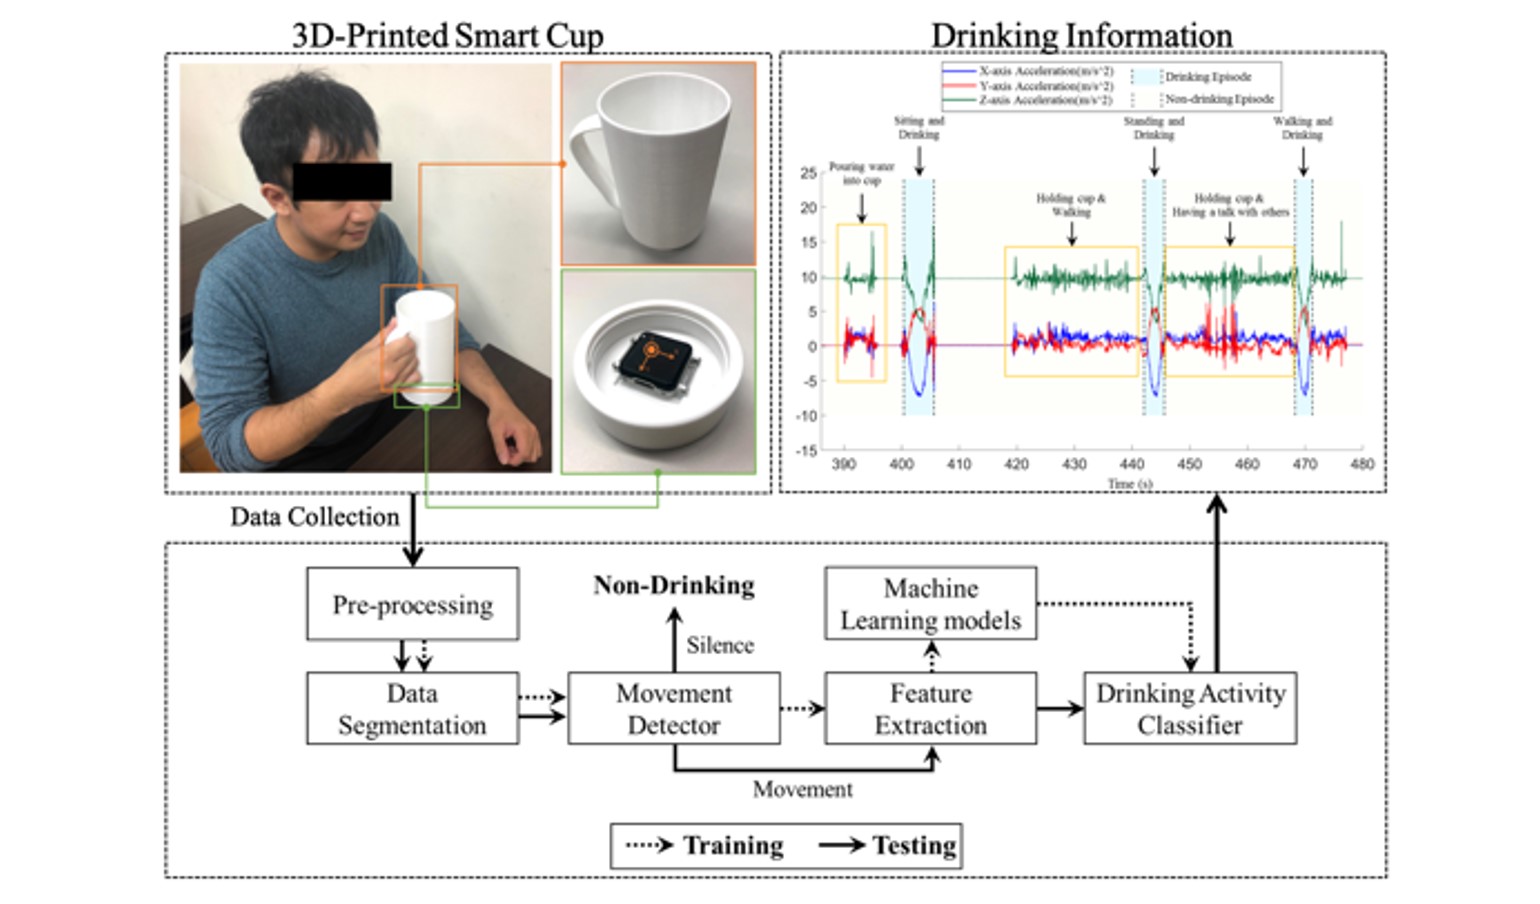 3D-Printed Smart Cup
Drinking Information
X-axis Acceleration(m/s^2)
Y-axis Acceleration(m/s^2)
Z-axis Acceleration(m/s^2)
Drinking Episode
Non-drinking Episode
Sitting and
Drinking
Standing and
Drinking
Walking and
Drinking
Pouring water
into cup
Holding cup &
Walking
Holding cup &
Having a talk with others
25
20
15
10
5
0
-5
-10
-15
390 400 410 420 430 440 450 460 470 480
Time (s)
Data Collection
Pre-processing
Data
Segmentation
Non-Drinking
Silence
Movement
Detector
Movement
Feature
Extraction
Machine
Learning models
Drinking Activity
Classifier
Training
Testing